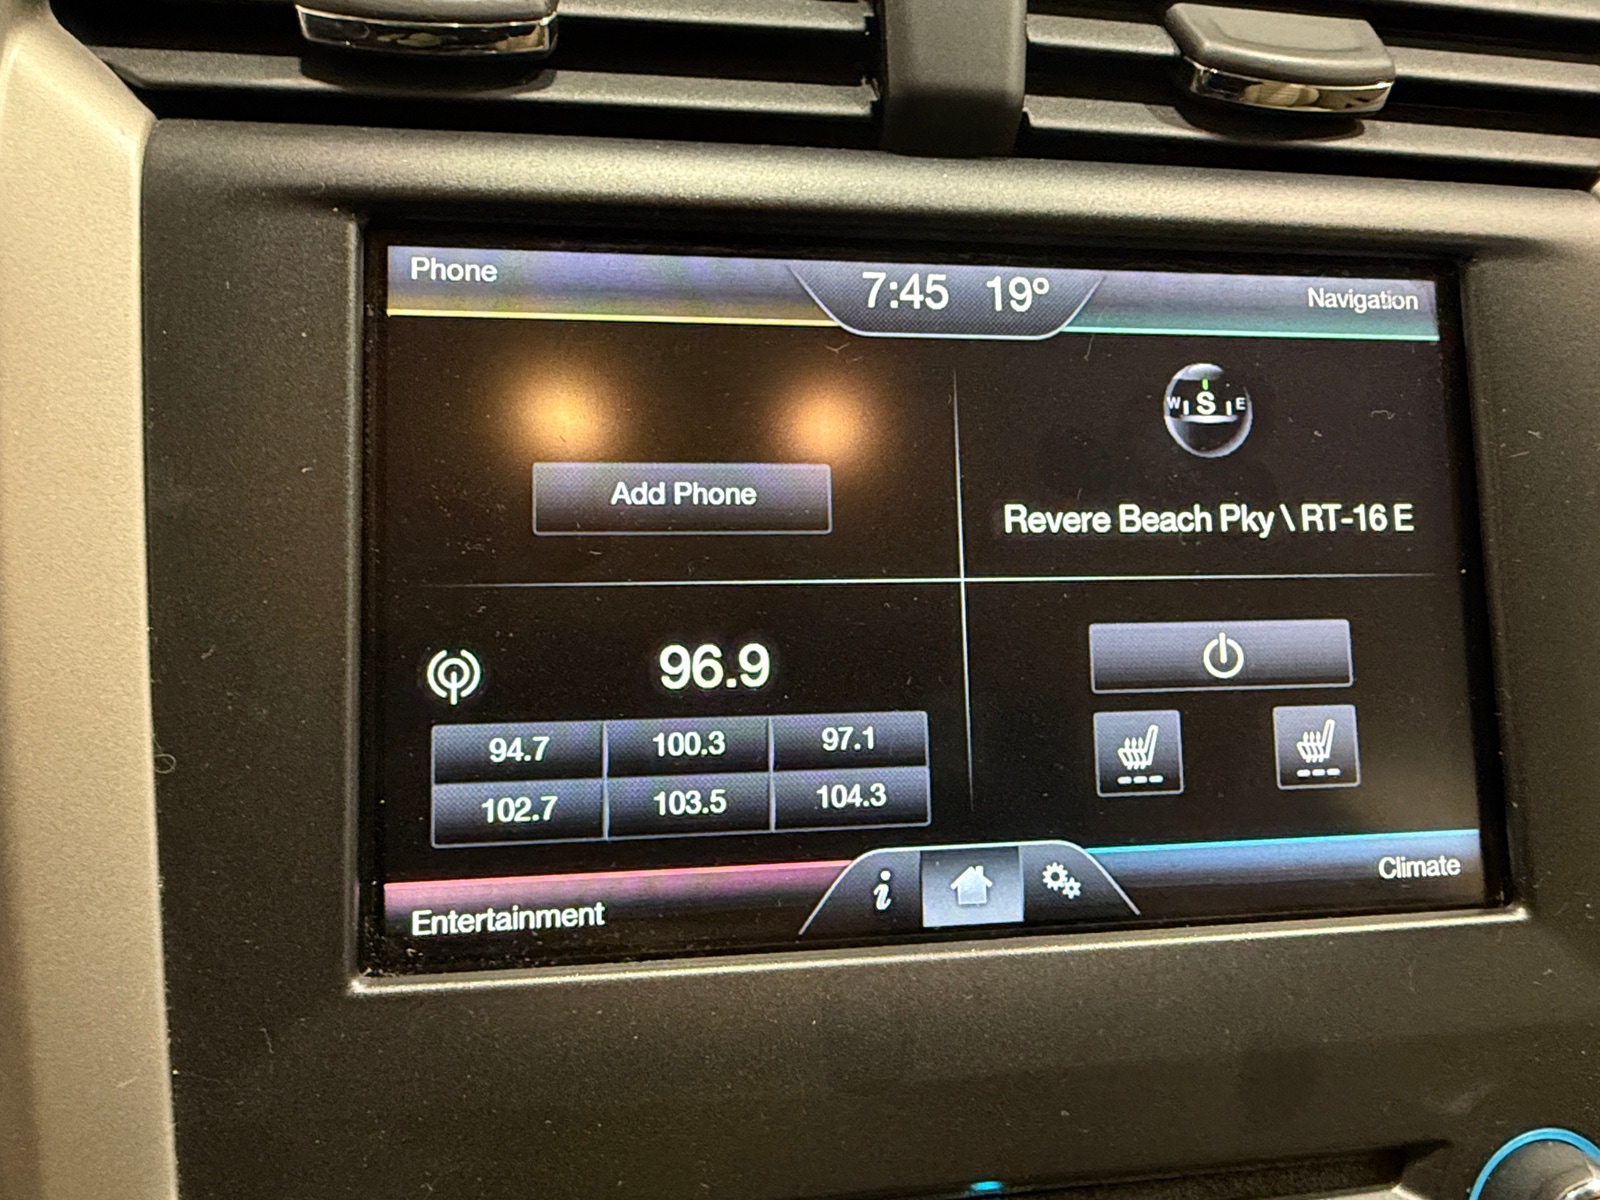 Phone
7:45 19°
Navigation
W S E
Add Phone
Revere Beach Pky \ RT-16 E
96.9
94.7 100.3 97.1
102.7 103.5 104.3
Entertainment
i
Climate